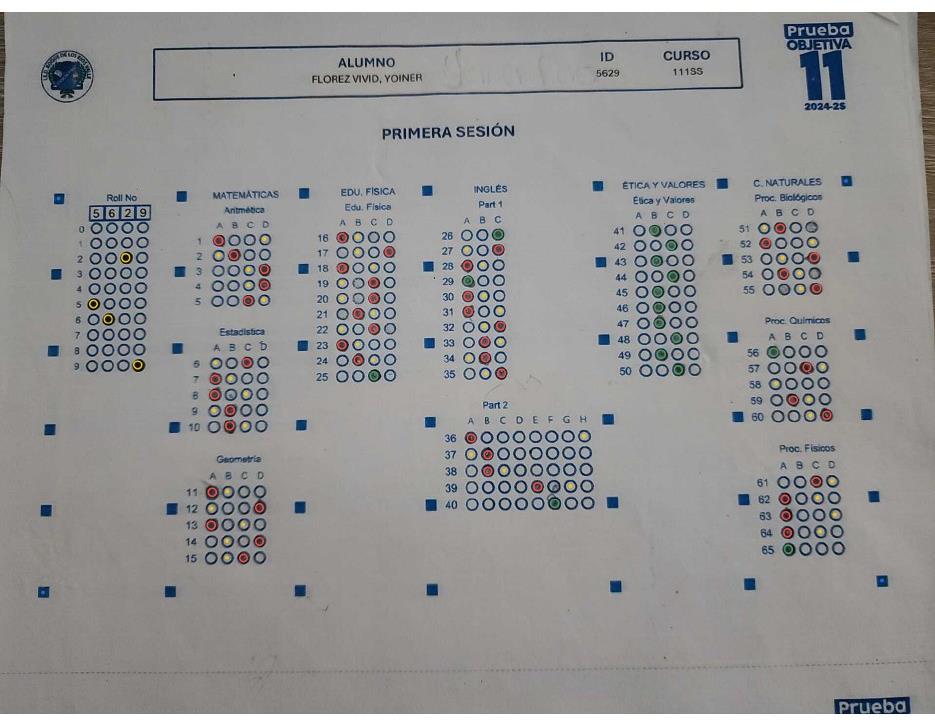 Prueba
OBJETIVA
11
2024-25
ALUMNO
FLOREZ VIVID, YOINER
ID
5629
CURSO
111SS
PRIMERA SESIÓN
Roll No
5 6 2 9
0
1
2
3
4
5
6
7
8
9
MATEMÁTICAS
Aritmética
A B C D
1
2
3
4
5
Estadística
A B C D
6
7
8
9
10
Geometría
A B C D
11
12
13
14
15
EDU. FÍSICA
Edu. Física
A B C D
16
17
18
19
20
21
22
23
24
25
INGLÉS
Part 1
A B C
26
27
28
29
30
31
32
33
34
35
Part 2
A B C D E F G H
36
37
38
39
40
ÉTICA Y VALORES
Ética y Valores
A B C D
41
42
43
44
45
46
47
48
49
50
C. NATURALES
Proc. Biológicos
A B C D
51
52
53
54
55
Proc. Químicos
A B C D
56
57
58
59
60
Proc. Físicos
A B C D
61
62
63
64
65
Prueba